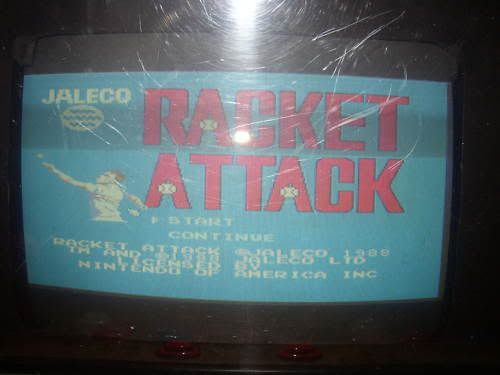 JALECO
RACKET
ATTACK
START
CONTINUE
RACKET ATTACK ©JALECO 1988
TM AND ©1988 JALECO LTD
LICENSED BY
NINTENDO OF AMERICA INC